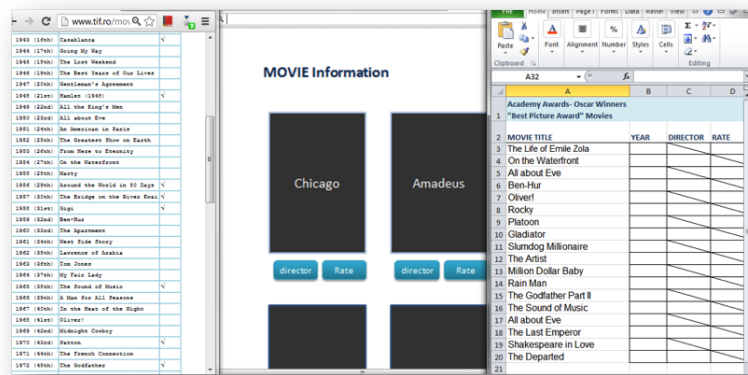 www.tif.ro/mov
1943 (16th) Casablanca √
1944 (17th) Going My Way
1945 (18th) The Lost Weekend
1946 (19th) The Best Years of Our Lives
1947 (20th) Gentleman's Agreement
1948 (21st) Hamlet (1948) √
1949 (22nd) All the King's Men
1950 (23rd) All about Eve
1951 (24th) An American in Paris
1952 (25th) The Greatest Show on Earth
1953 (26th) From Here to Eternity
1954 (27th) On the Waterfront
1955 (28th) Marty
1956 (29th) Around the World in 80 Days √
1957 (30th) The Bridge on the River Kwai √
1958 (31st) Gigi √
1959 (32nd) Ben-Hur
1960 (33rd) The Apartment
1961 (34th) West Side Story
1962 (35th) Lawrence of Arabia
1963 (36th) Tom Jones
1964 (37th) My Fair Lady
1965 (38th) The Sound of Music √
1966 (39th) A Man for All Seasons
1967 (40th) In the Heat of the Night
1968 (41st) Oliver!
1969 (42nd) Midnight Cowboy
1970 (43rd) Patton √
1971 (44th) The French Connection
1972 (45th) The Godfather √
MOVIE Information
Chicago Amadeus
director Rate director Rate
Home Insert Page l Forms Data Review View
Paste Font Alignment Number Styles Cells
Clipboard Editing
A32 fx
A B C D
Academy Awards- Oscar Winners
1 "Best Picture Award" Movies
2 MOVIE TITLE YEAR DIRECTOR RATE
3 The Life of Emile Zola
4 On the Waterfront
5 All about Eve
6 Ben-Hur
7 Oliver!
8 Rocky
9 Platoon
10 Gladiator
11 Slumdog Millionaire
12 The Artist
13 Million Dollar Baby
14 Rain Man
15 The Godfather Part II
16 The Sound of Music
17 All about Eve
18 The Last Emperor
19 Shakespeare in Love
20 The Departed
21